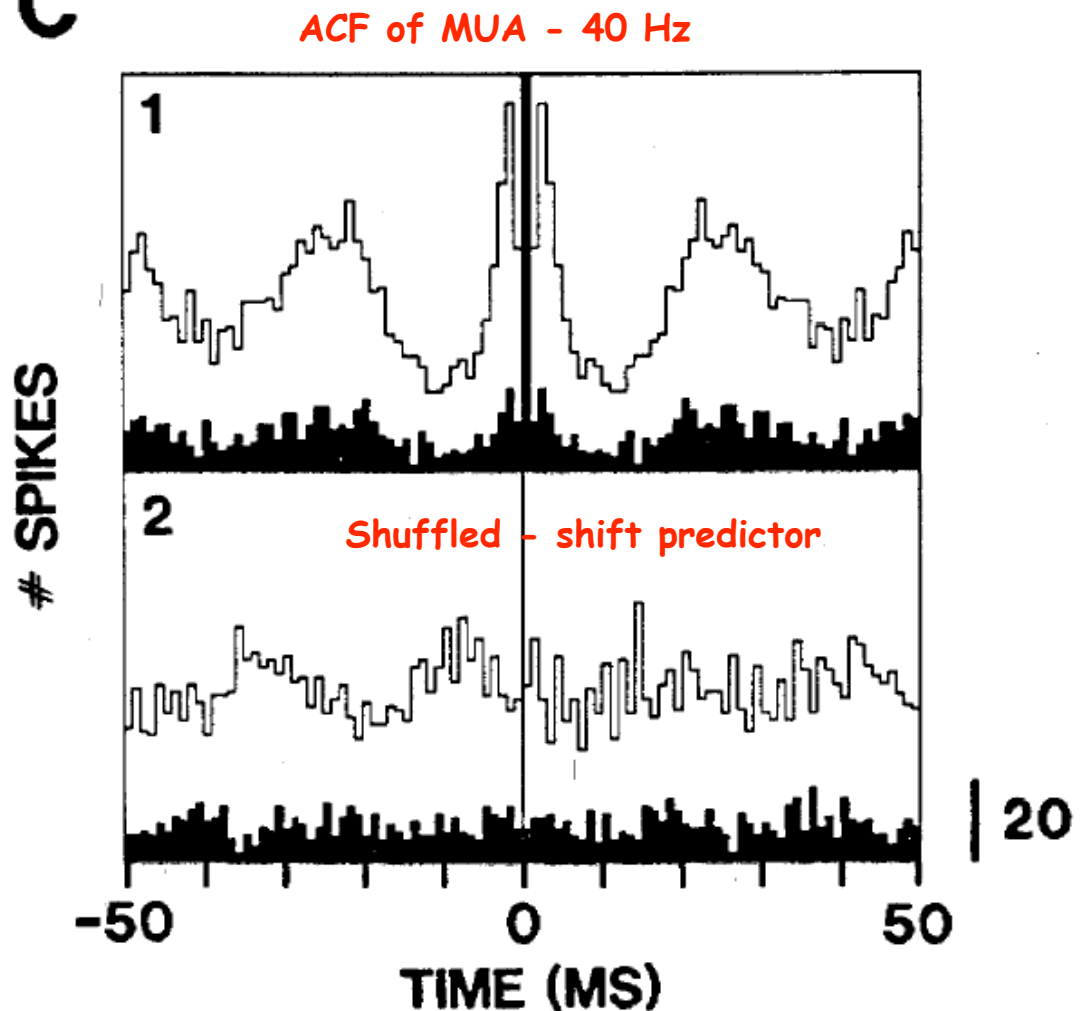 C
ACF of MUA - 40 Hz
1
# SPIKES
2
Shuffled - shift predictor
20
-50 0 50
TIME (MS)